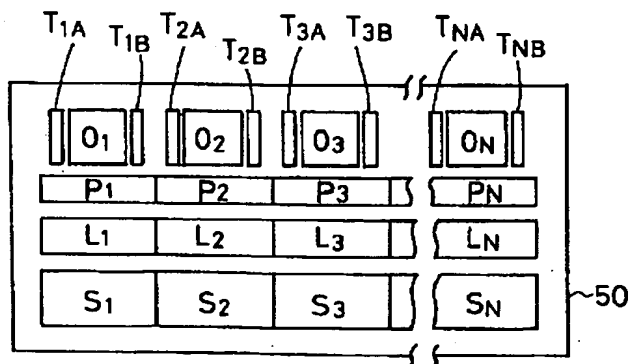 T1A T1B T2A T2B T3A T3B TNA TNB
O1 O2 O3 ON
P1 P2 P3 PN
L1 L2 L3 LN
S1 S2 S3 SN
50